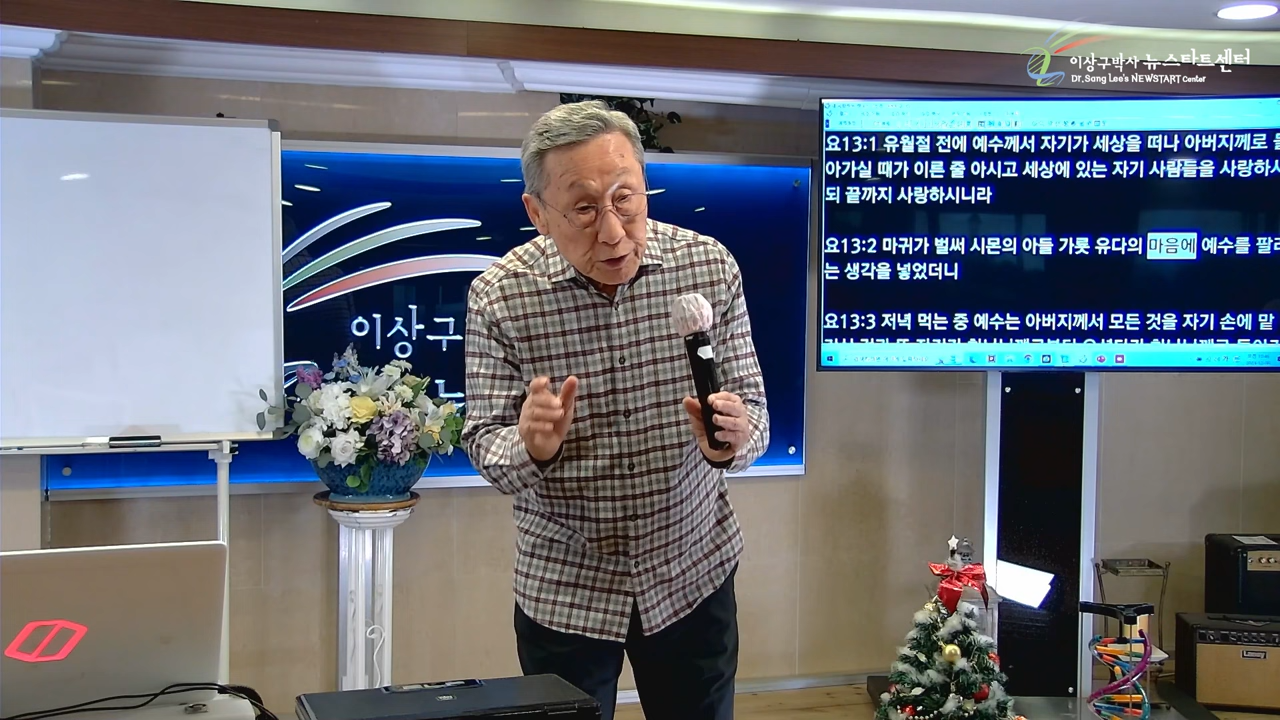 이상구박사 뉴스타트센터
Dr. Sang Lee's NEWSTART Center
요13:1 유월절 전에 예수께서 자기가 세상을 떠나 아버지께로
아가실 때가 이른 줄 아시고 세상에 있는 자기 사람들을 사랑하시
되 끝까지 사랑하시니라
요13:2 마귀가 벌써 시몬의 아들 가롯 유다의 마음에 예수를 팔려
는 생각을 넣었더니
요13:3 저녁 먹는 중 예수는 아버지께서 모든 것을 자기 손에 맡
이상구
Laney